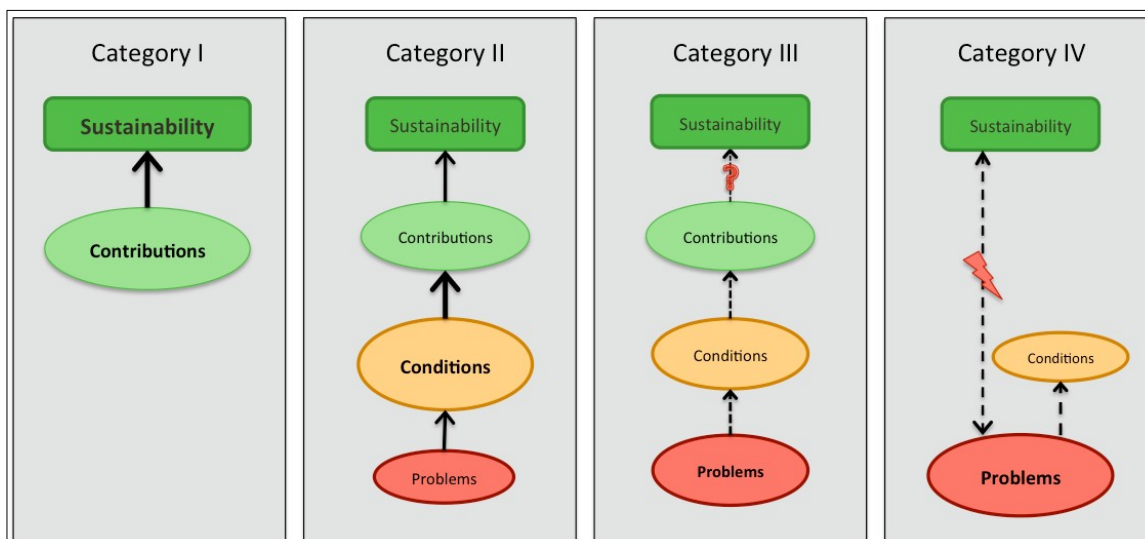 Category I
Sustainability
Contributions
Category II
Sustainability
Contributions
Conditions
Problems
Category III
Sustainability
?
Contributions
Conditions
Problems
Category IV
Sustainability
Conditions
Problems